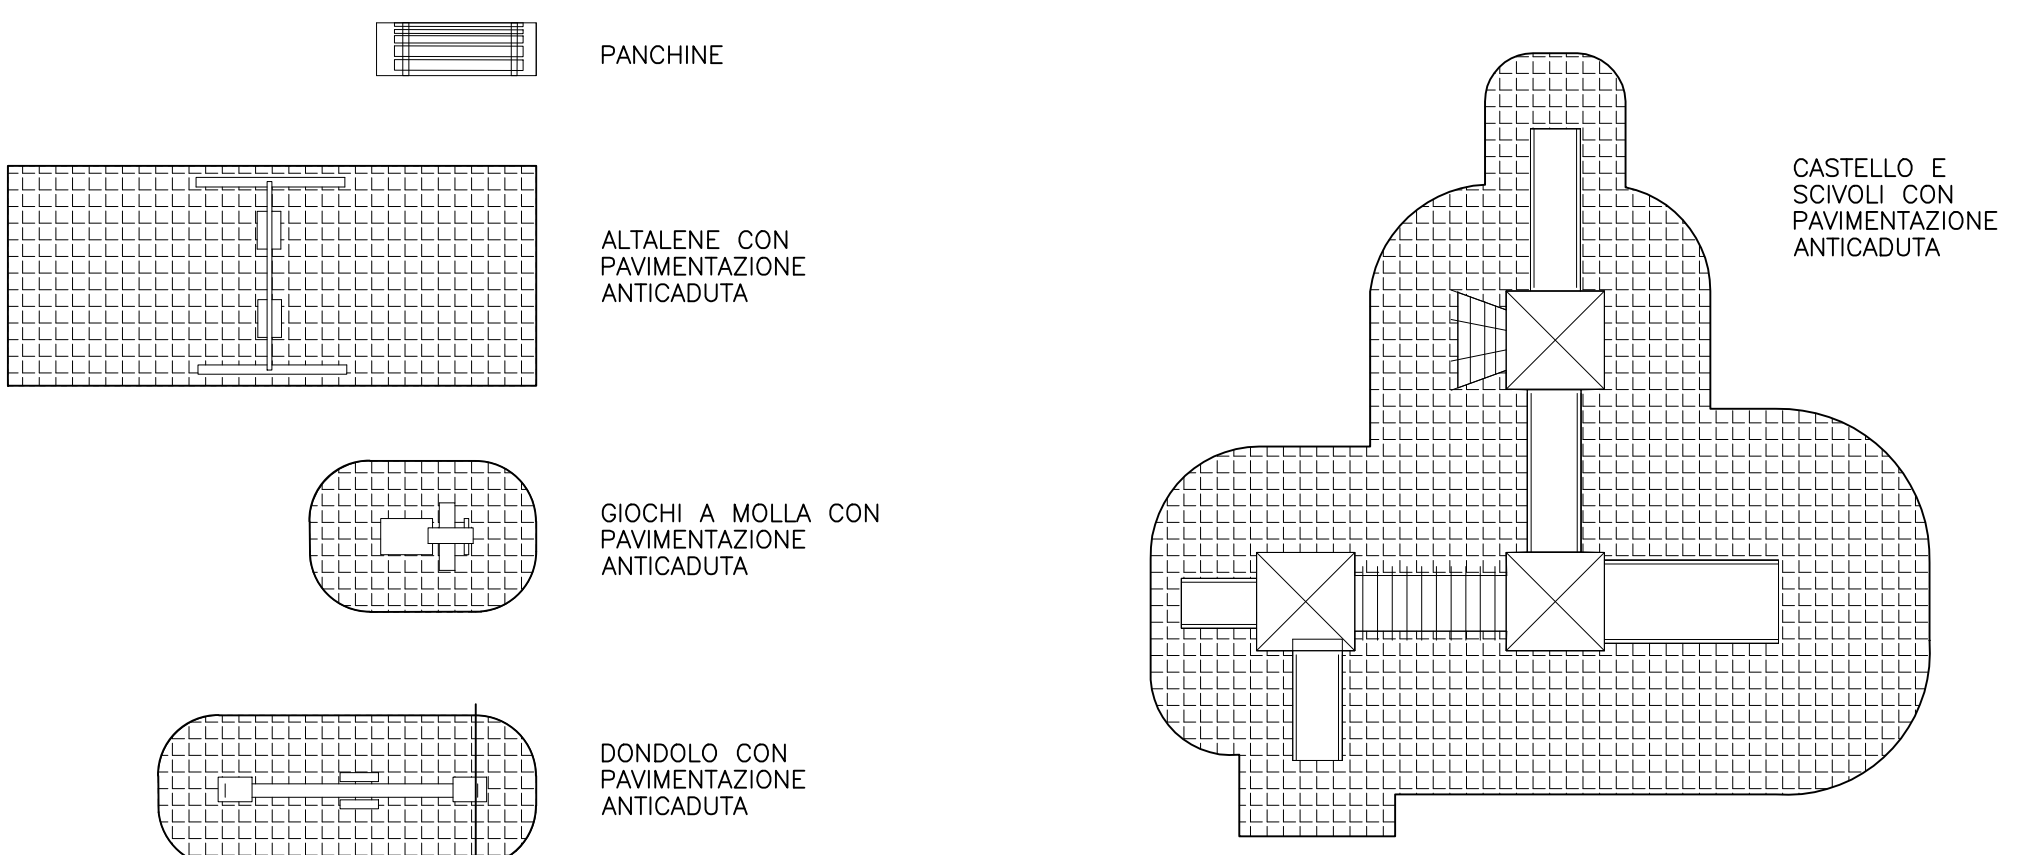 PANCHINE
ALTALENE CON
PAVIMENTAZIONE
ANTICADUTA
GIOCHI A MOLLA CON
PAVIMENTAZIONE
ANTICADUTA
DONDOLO CON
PAVIMENTAZIONE
ANTICADUTA
CASTELLO E
SCIVOLI CON
PAVIMENTAZIONE
ANTICADUTA